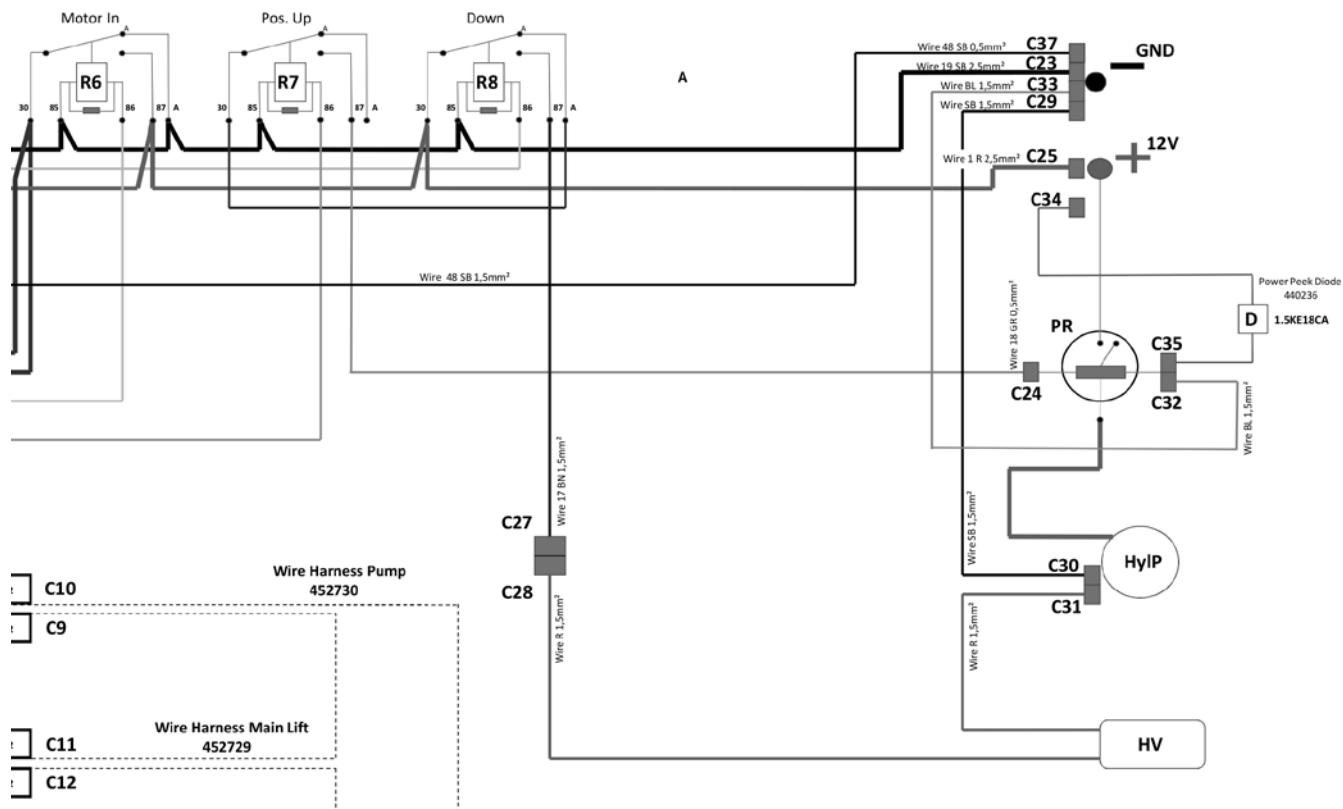 Motor In
Pos. Up
Down
A
A
A
R6
R7
R8
A
30
85
86
87
A
30
85
86
87
A
30
85
86
87
A
Wire 48 SB 0,5mm²
C37
GND
Wire 19 SB 2.5mm²
C23
Wire BL 1,5mm²
C33
Wire SB 1,5mm²
C29
12V
Wire 1 R 2,5mm²
C25
C34
Wire 48 SB 1,5mm²
Power Peek Diode
440236
D
1.5KE18CA
Wire 18 GR 0,5mm²
PR
C35
C24
C32
Wire BL 1,5mm²
Wire 17 BN 1,5mm²
C27
C28
Wire SB 1,5mm²
HylP
C30
C31
Wire R 1,5mm²
Wire R 1,5mm²
Wire Harness Pump
452730
C10
C9
Wire Harness Main Lift
452729
C11
C12
HV